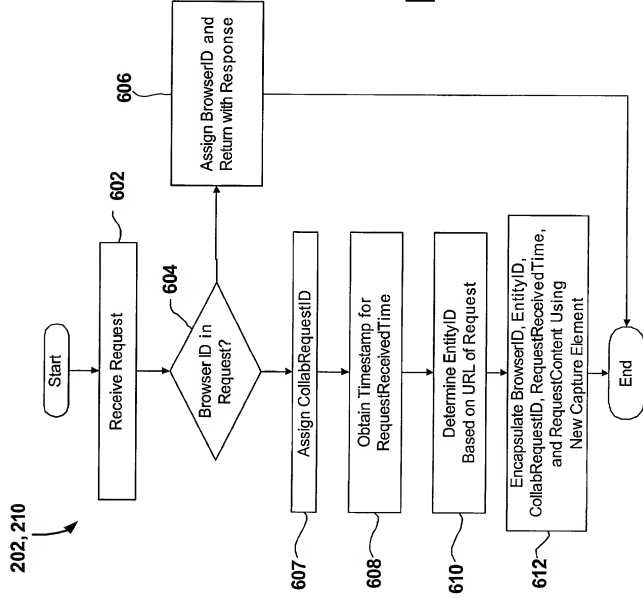 202, 210
Start
Receive Request
602
604
Browser ID in
Request?
606
Assign BrowserID and
Return with Response
607
Assign CollabRequestID
608
Obtain Timestamp for
RequestReceivedTime
610
Determine EntityID
Based on URL of Request
612
Encapsulate BrowserID, EntityID,
CollabRequestID, RequestReceivedTime,
and RequestContent Using
New Capture Element
End